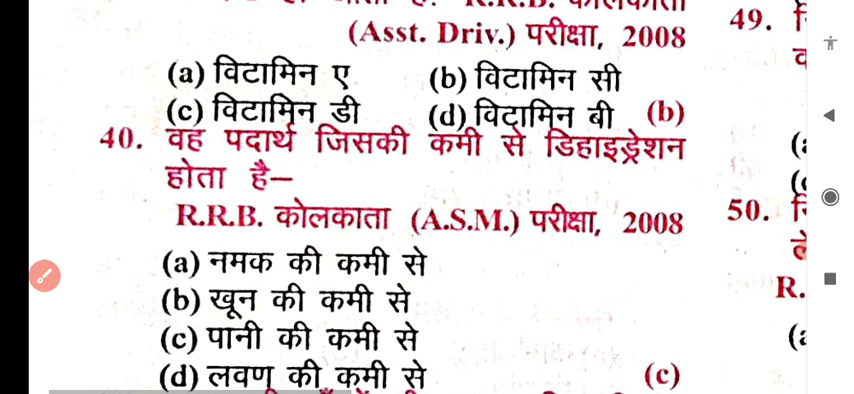 R.R.B. कोलकाता
(Asst. Driv.) परीक्षा, 2008
(a) विटामिन ए (b) विटामिन सी
(c) विटामिन डी (d) विटामिन बी (b)
40. वह पदार्थ जिसकी कमी से डिहाइड्रेशन
होता है–
R.R.B. कोलकाता (A.S.M.) परीक्षा, 2008
(a) नमक की कमी से
(b) खून की कमी से
(c) पानी की कमी से
(d) लवण की कमी से (c)
49.
50.
R.